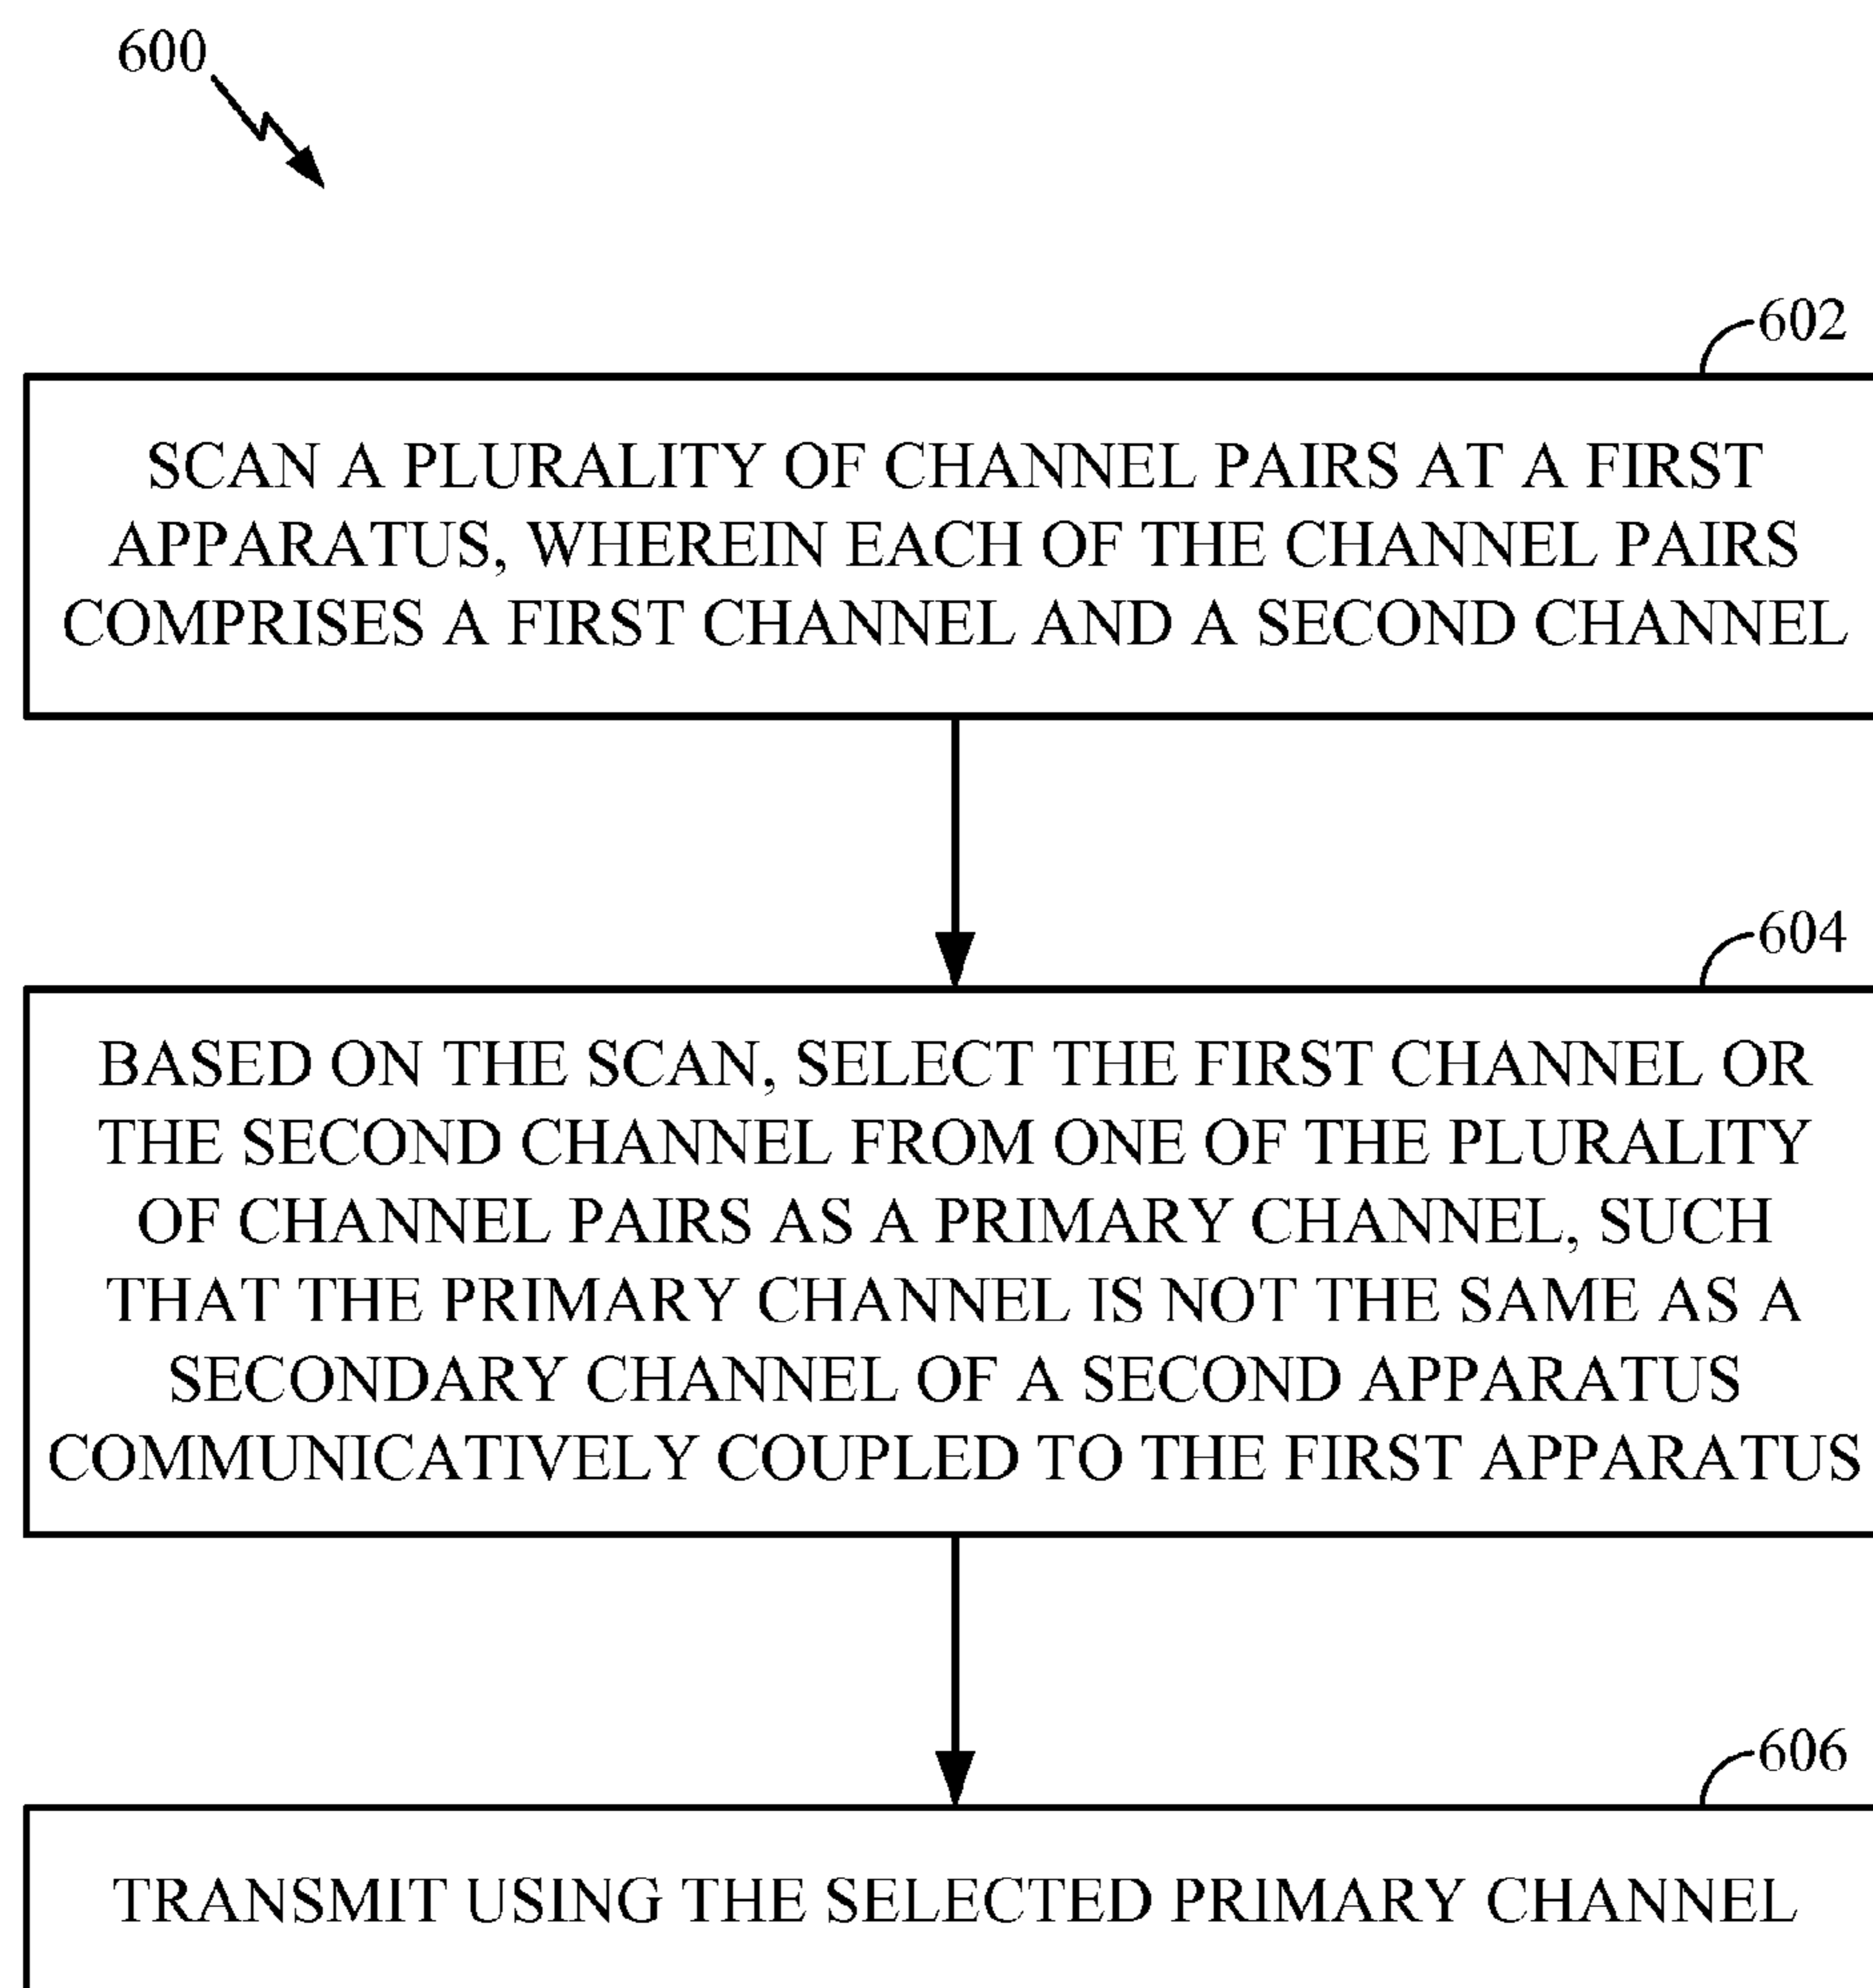 600
602
SCAN A PLURALITY OF CHANNEL PAIRS AT A FIRST
APPARATUS, WHEREIN EACH OF THE CHANNEL PAIRS
COMPRISES A FIRST CHANNEL AND A SECOND CHANNEL
604
BASED ON THE SCAN, SELECT THE FIRST CHANNEL OR
THE SECOND CHANNEL FROM ONE OF THE PLURALITY
OF CHANNEL PAIRS AS A PRIMARY CHANNEL, SUCH
THAT THE PRIMARY CHANNEL IS NOT THE SAME AS A
SECONDARY CHANNEL OF A SECOND APPARATUS
COMMUNICATIVELY COUPLED TO THE FIRST APPARATUS
606
TRANSMIT USING THE SELECTED PRIMARY CHANNEL